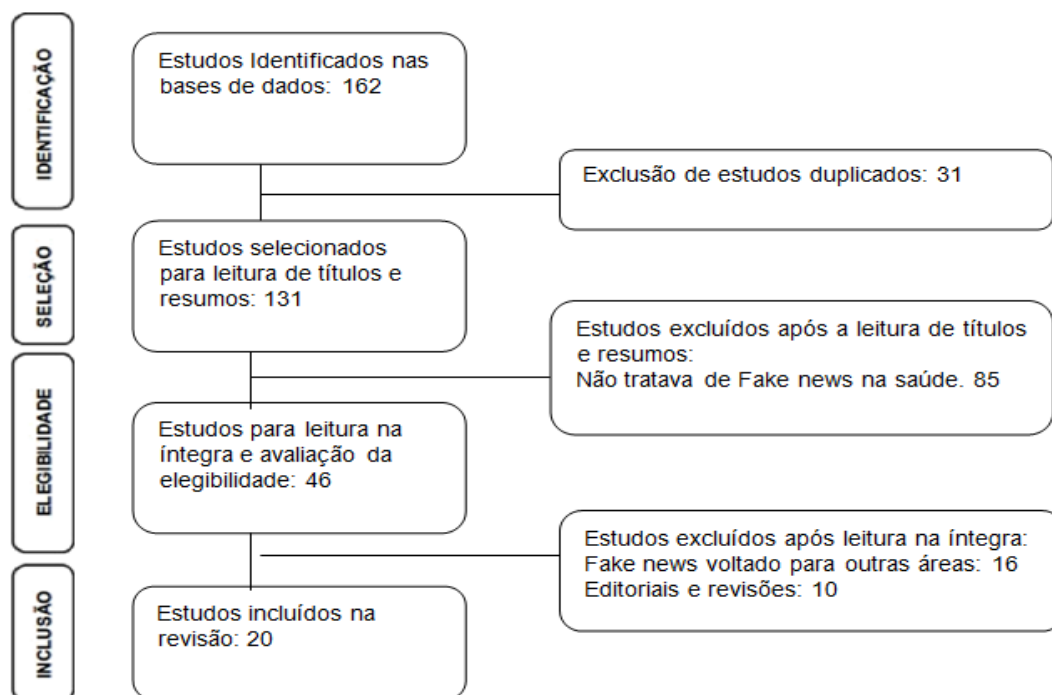 IDENTIFICAÇÃO
Estudos Identificados nas
bases de dados: 162
Exclusão de estudos duplicados: 31
SELEÇÃO
Estudos selecionados
para leitura de títulos e
resumos: 131
Estudos excluídos após a leitura de títulos
e resumos:
Não tratava de Fake news na saúde. 85
ELEGIBILIDADE
Estudos para leitura na
íntegra e avaliação da
elegibilidade: 46
Estudos excluídos após leitura na íntegra:
Fake news voltado para outras áreas: 16
Editoriais e revisões: 10
INCLUSÃO
Estudos incluídos na
revisão: 20